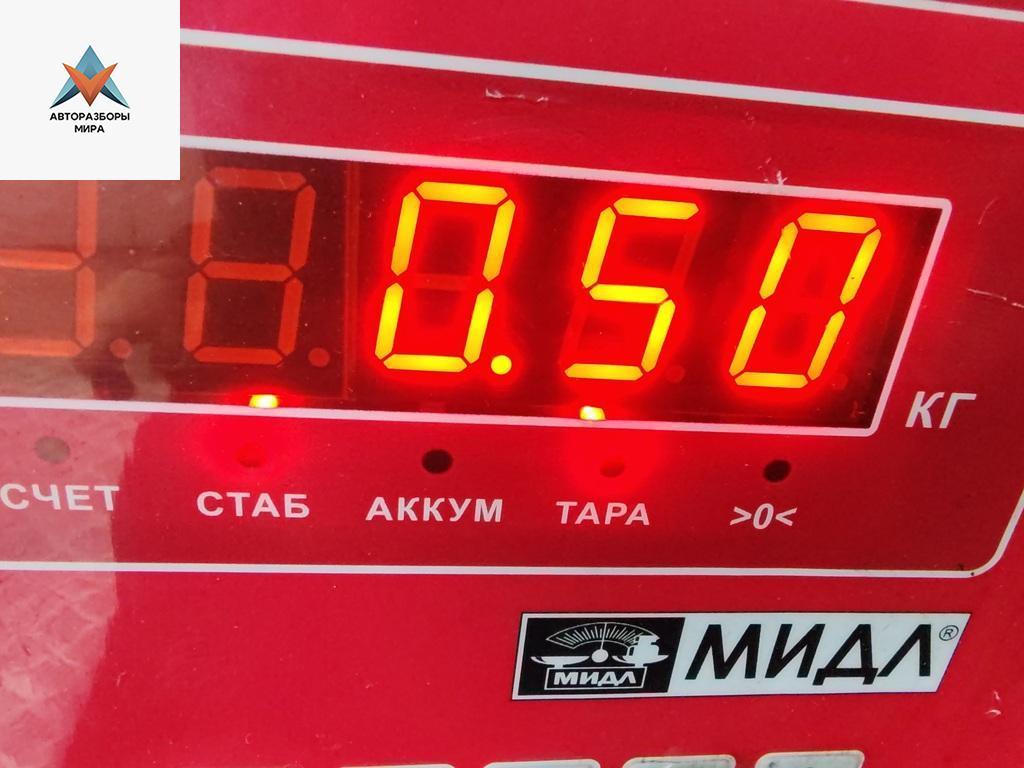 АВТОРАЗБОРЫ
МИРА
0.50
КГ
СЧЕТ СТАБ АККУМ ТАРА >0<
МИДЛ МИДЛ®